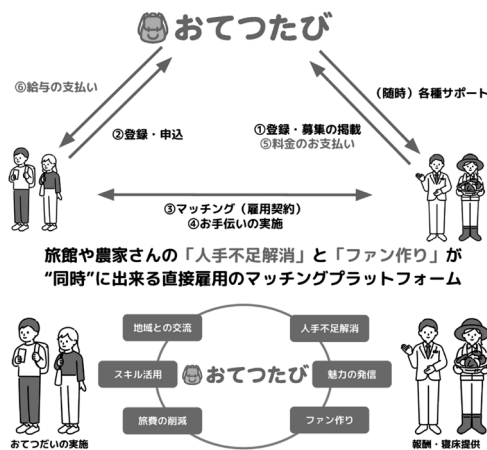 おてつたび
⑥給与の支払い
（随時）各種サポート
②登録・申込
①登録・募集の掲載
⑤料金のお支払い
③マッチング（雇用契約）
④お手伝いの実施
旅館や農家さんの「人手不足解消」と「ファン作り」が
“同時”に出来る直接雇用のマッチングプラットフォーム
地域との交流
人手不足解消
スキル活用
おてつたび
魅力の発信
旅費の削減
ファン作り
おてつだいの実施
報酬・寝床提供